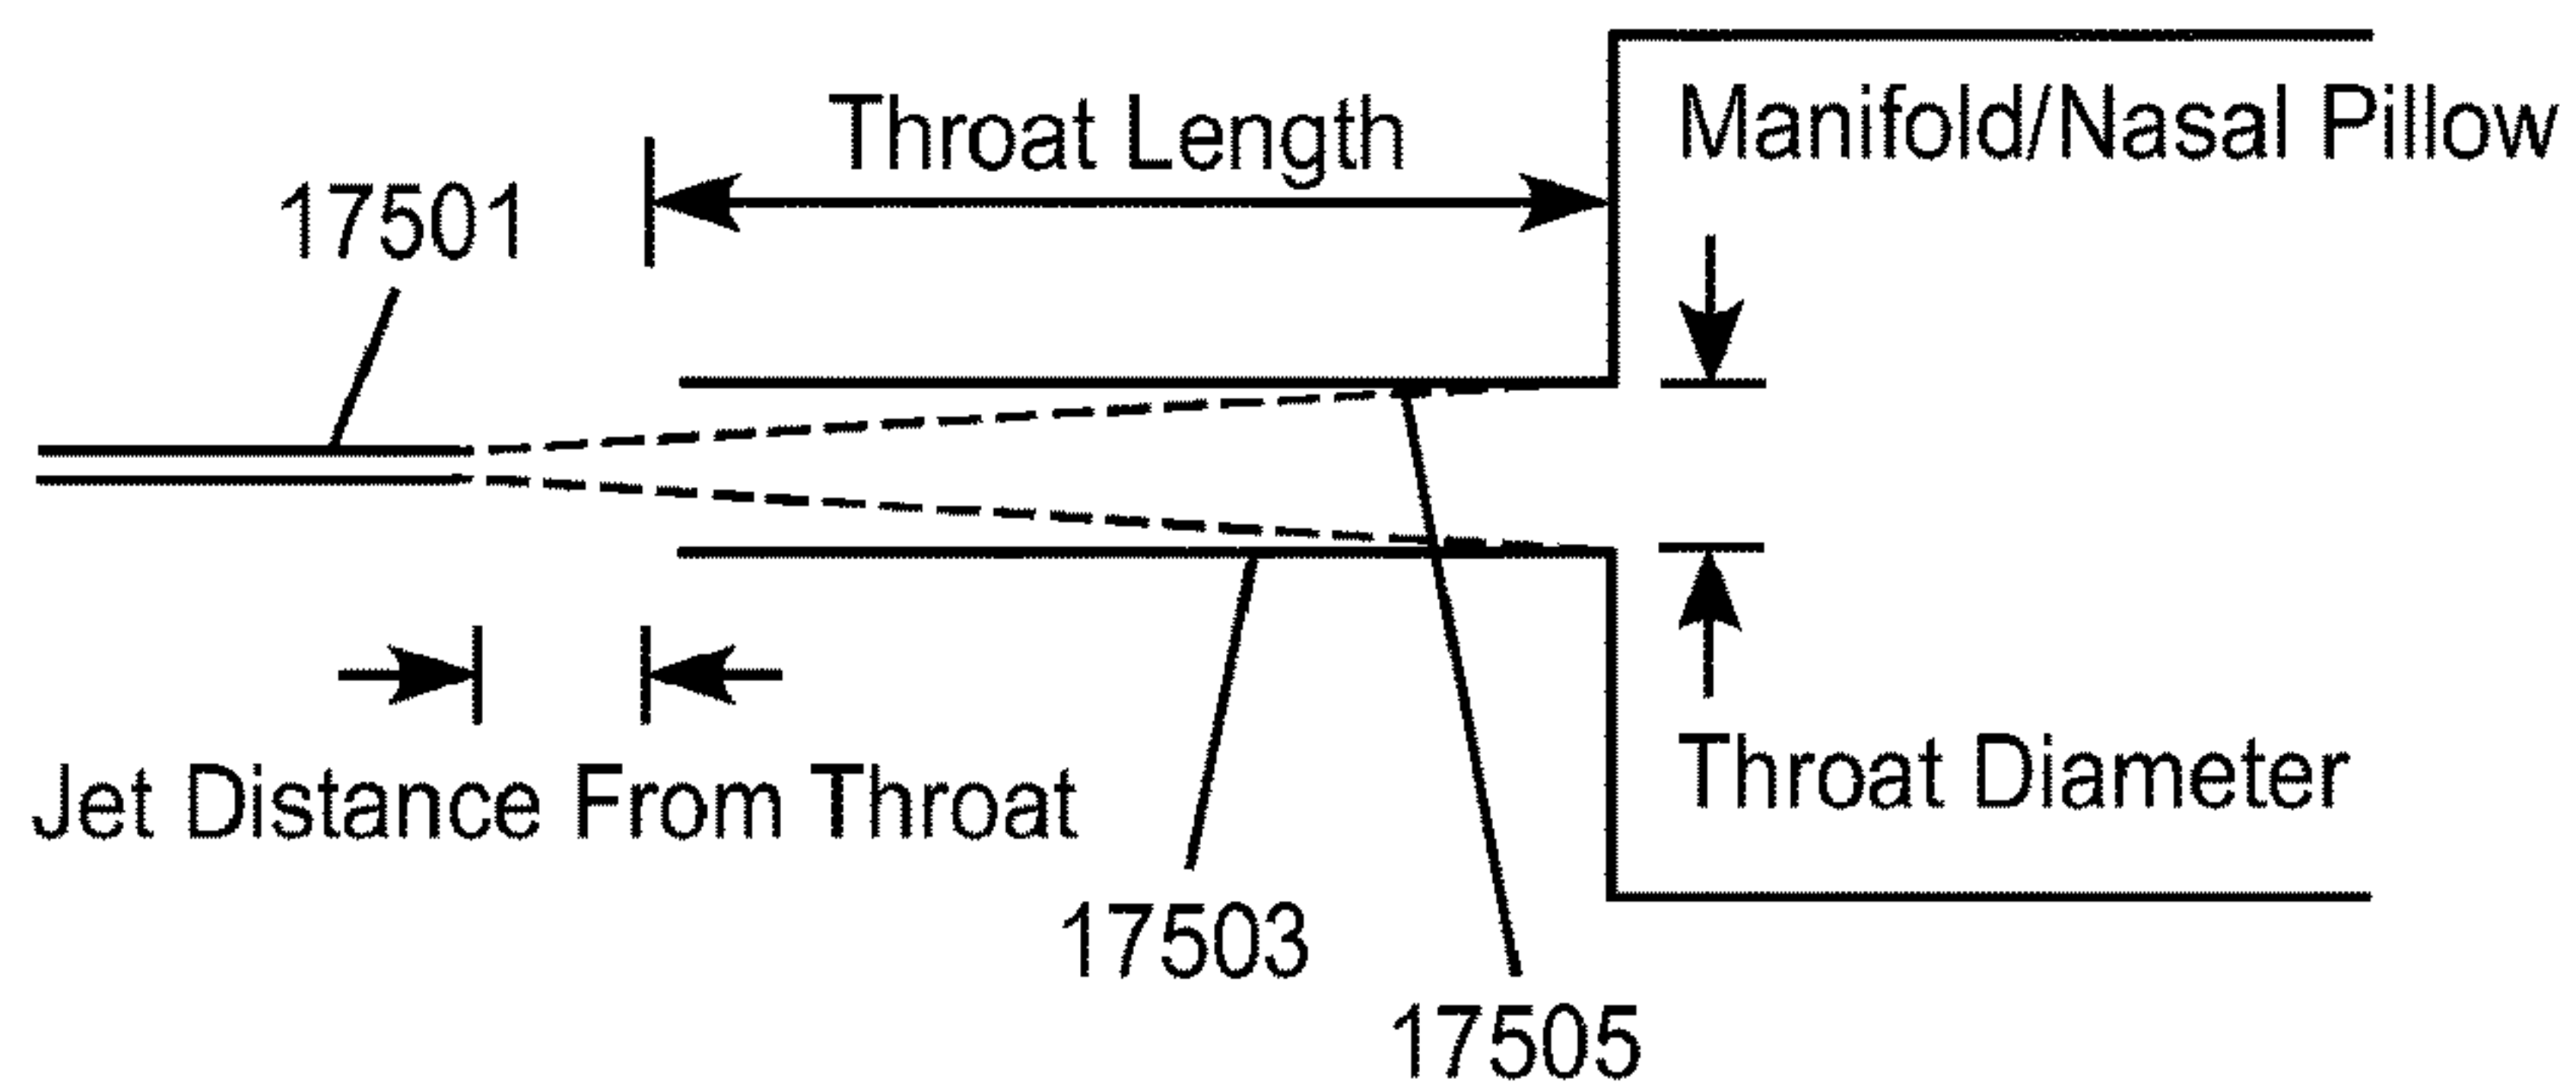 Throat Length
Manifold/Nasal Pillow
17501
Jet Distance From Throat
Throat Diameter
17503
17505